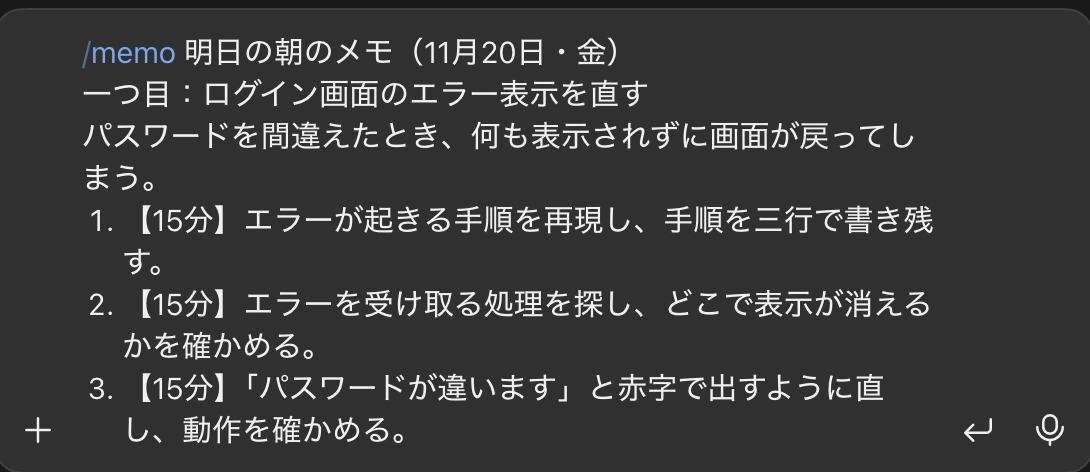 /memo 明日の朝のメモ（11月20日・金）
一つ目：ログイン画面のエラー表示を直す
パスワードを間違えたとき、何も表示されずに画面が戻ってし
まう。
1. 【15分】エラーが起きる手順を再現し、手順を三行で書き残
す。
2. 【15分】エラーを受け取る処理を探し、どこで表示が消える
かを確かめる。
3. 【15分】「パスワードが違います」と赤字で出すように直
し、動作を確かめる。